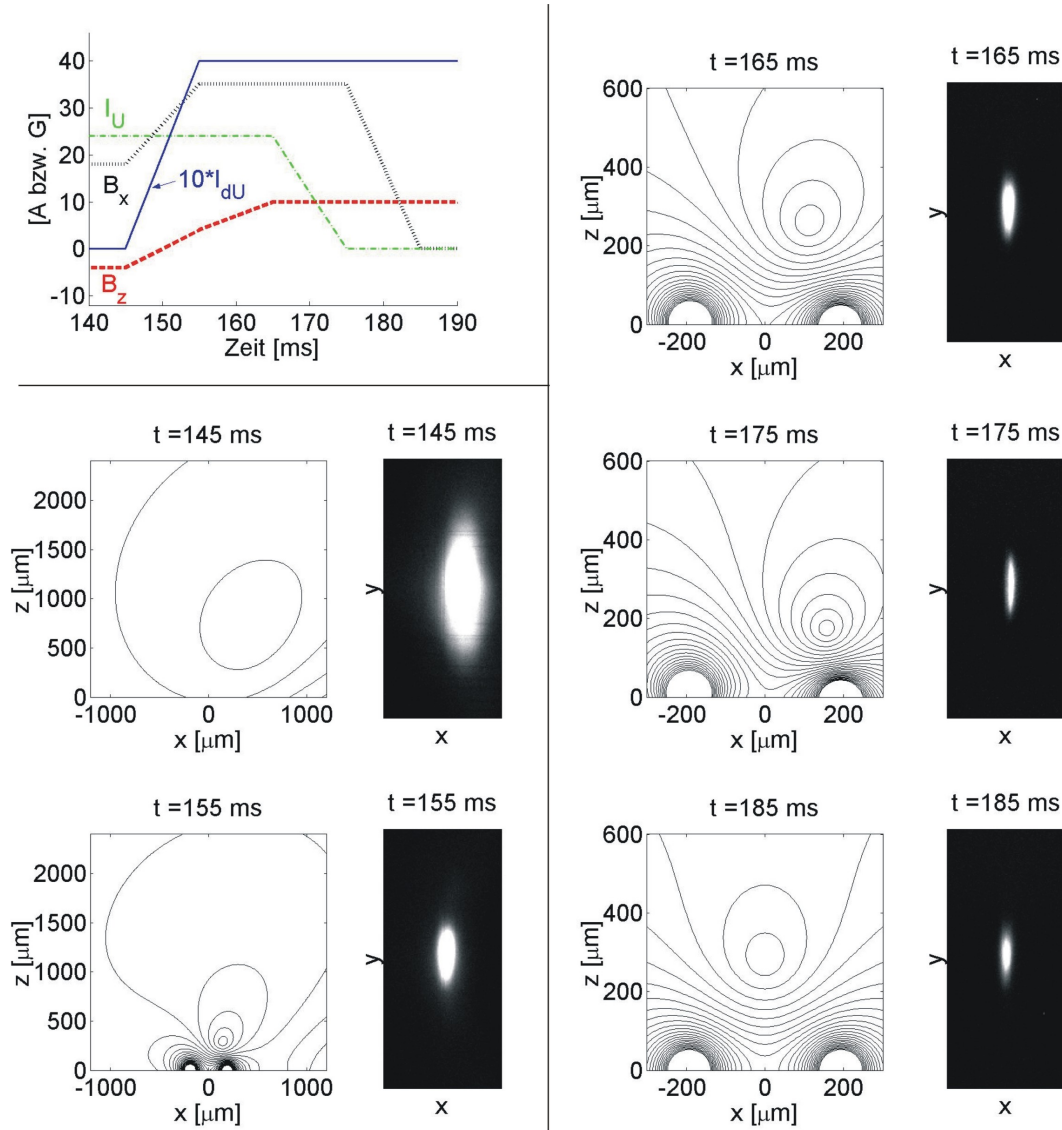 [A bzw. G]
40
30
20
10
0
-10
I_U
B_x
10*I_dU
B_z
140 150 160 170 180 190
Zeit [ms]
t =165 ms
z [μm]
600
400
200
0
-200 0 200
x [μm]
t =165 ms
y
x
t =145 ms
z [μm]
2000
1500
1000
500
0
-1000 0 1000
x [μm]
t =145 ms
y
x
t =175 ms
z [μm]
600
400
200
0
-200 0 200
x [μm]
t =175 ms
y
x
t =155 ms
z [μm]
2000
1500
1000
500
0
-1000 0 1000
x [μm]
t =155 ms
y
x
t =185 ms
z [μm]
600
400
200
0
-200 0 200
x [μm]
t =185 ms
y
x